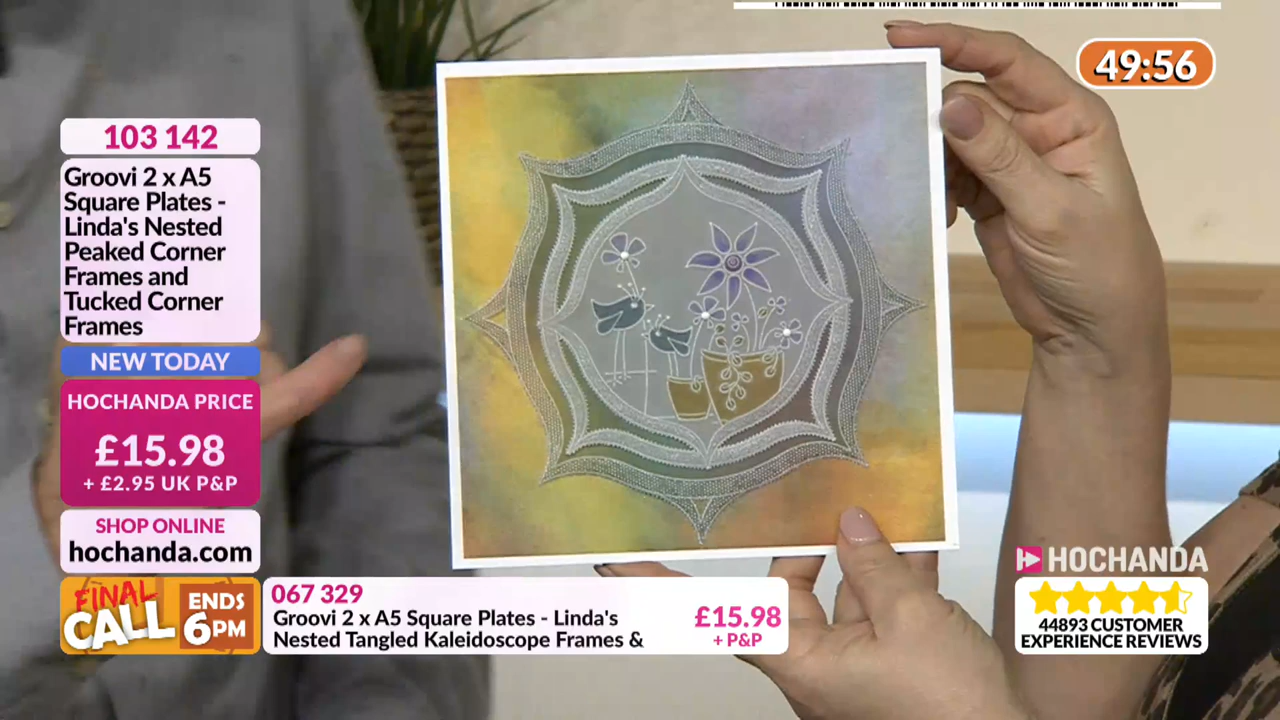 49:56
103 142
Groovi 2 x A5
Square Plates -
Linda's Nested
Peaked Corner
Frames and
Tucked Corner
Frames
NEW TODAY
HOCHANDA PRICE
£15.98
+ £2.95 UK P&P
SHOP ONLINE
hochanda.com
FINAL
CALL
ENDS
6PM
067 329
Groovi 2 x A5 Square Plates - Linda's
Nested Tangled Kaleidoscope Frames &
£15.98
+ P&P
HOCHANDA
44893 CUSTOMER
EXPERIENCE REVIEWS